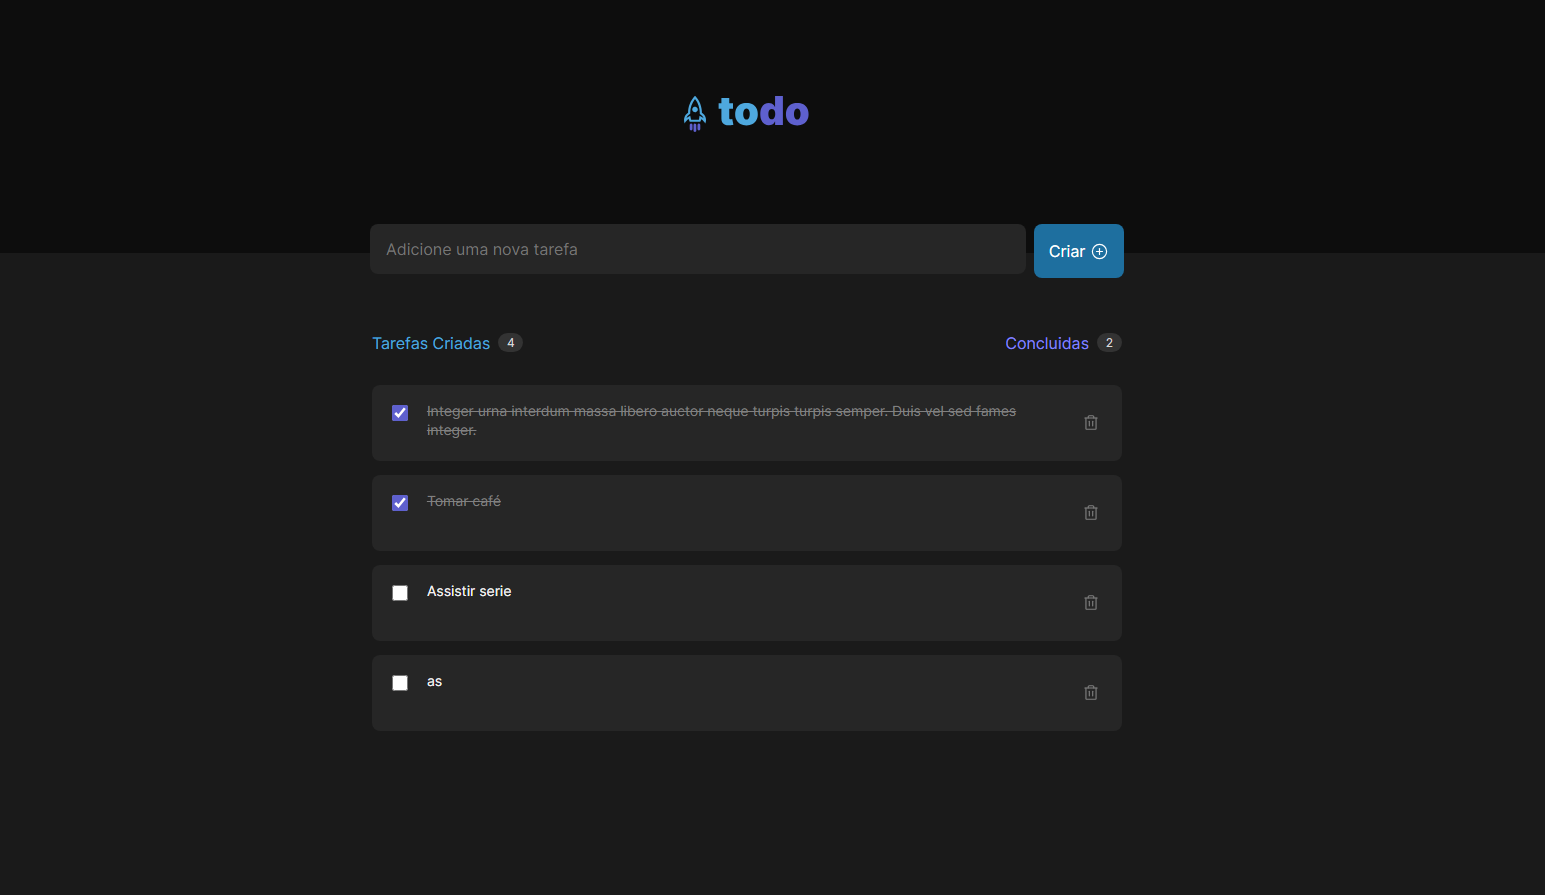 todo
Adicione uma nova tarefa
Criar
Tarefas Criadas 4
Concluidas 2
Integer urna interdum massa libero auctor neque turpis turpis semper. Duis vel sed fames
integer.
Tomar café
Assistir serie
as